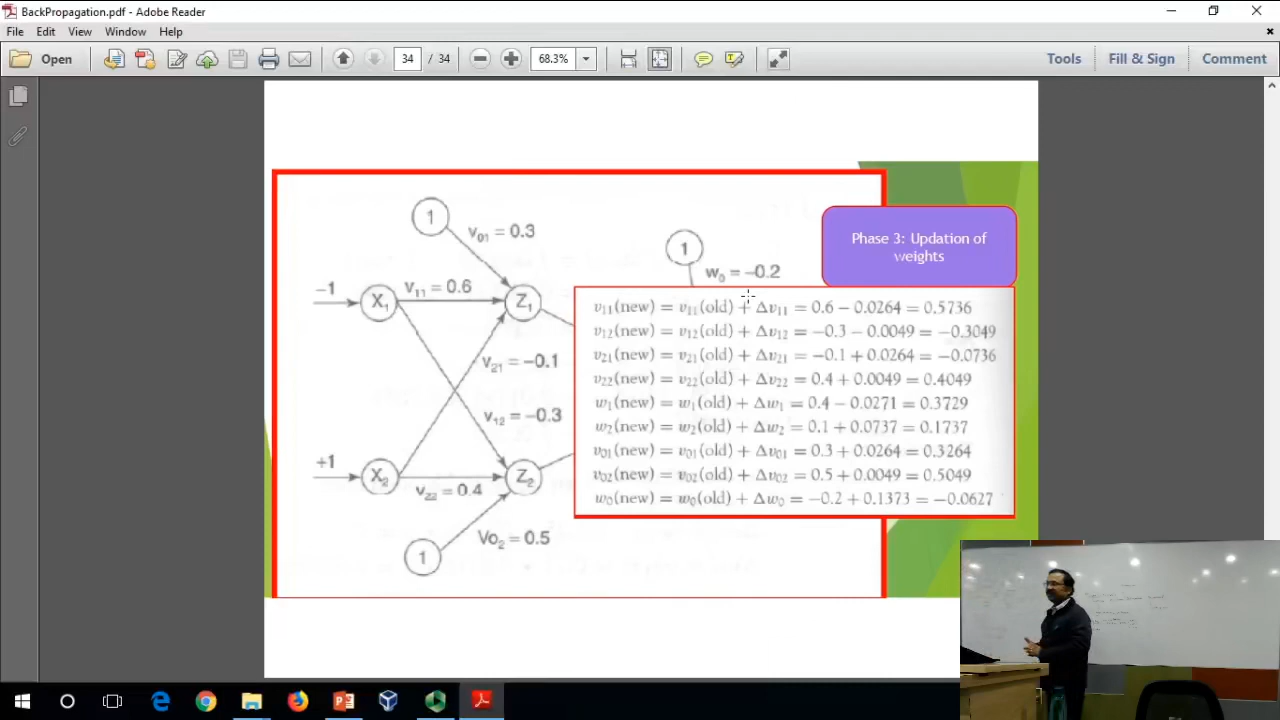 BackPropagation.pdf - Adobe Reader
File Edit View Window Help
Open 34 / 34 68.3% Tools Fill & Sign Comment
Phase 3: Updation of
weights
1
v₀₁ = 0.3
1
w₀ = −0.2
−1 X₁ v₁₁ = 0.6 Z₁
v₂₁ = −0.1
v₁₂ = −0.3
+1 X₂ v₂₂ = 0.4 Z₂
Vo₂ = 0.5
1
v₁₁(new) = v₁₁(old) + Δv₁₁ = 0.6 − 0.0264 = 0.5736
v₁₂(new) = v₁₂(old) + Δv₁₂ = −0.3 − 0.0049 = −0.3049
v₂₁(new) = v₂₁(old) + Δv₂₁ = −0.1 + 0.0264 = −0.0736
v₂₂(new) = v₂₂(old) + Δv₂₂ = 0.4 + 0.0049 = 0.4049
w₁(new) = w₁(old) + Δw₁ = 0.4 − 0.0271 = 0.3729
w₂(new) = w₂(old) + Δw₂ = 0.1 + 0.0737 = 0.1737
v₀₁(new) = v₀₁(old) + Δv₀₁ = 0.3 + 0.0264 = 0.3264
v₀₂(new) = v₀₂(old) + Δv₀₂ = 0.5 + 0.0049 = 0.5049
w₀(new) = w₀(old) + Δw₀ = −0.2 + 0.1373 = −0.0627